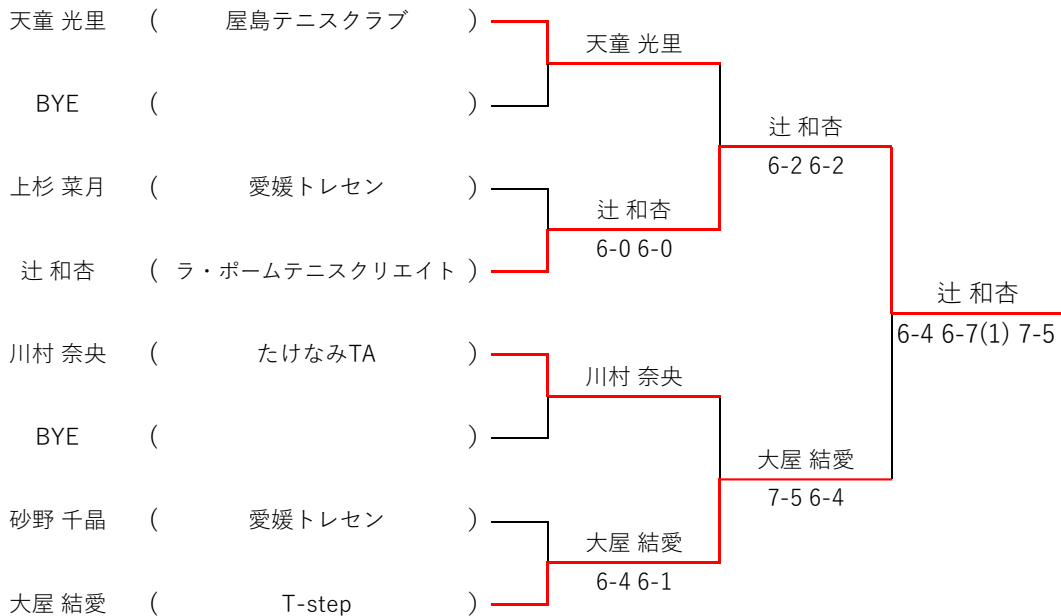 天童 光里 ( 屋島テニスクラブ )
天童 光里
BYE ( )
辻 和杏
6-2 6-2
上杉 菜月 ( 愛媛トレセン )
辻 和杏
6-0 6-0
辻 和杏 ( ラ・ポームテニスクリエイト )
辻 和杏
6-4 6-7(1) 7-5
川村 奈央 ( たけなみTA )
川村 奈央
BYE ( )
大屋 結愛
7-5 6-4
砂野 千晶 ( 愛媛トレセン )
大屋 結愛
6-4 6-1
大屋 結愛 ( T-step )